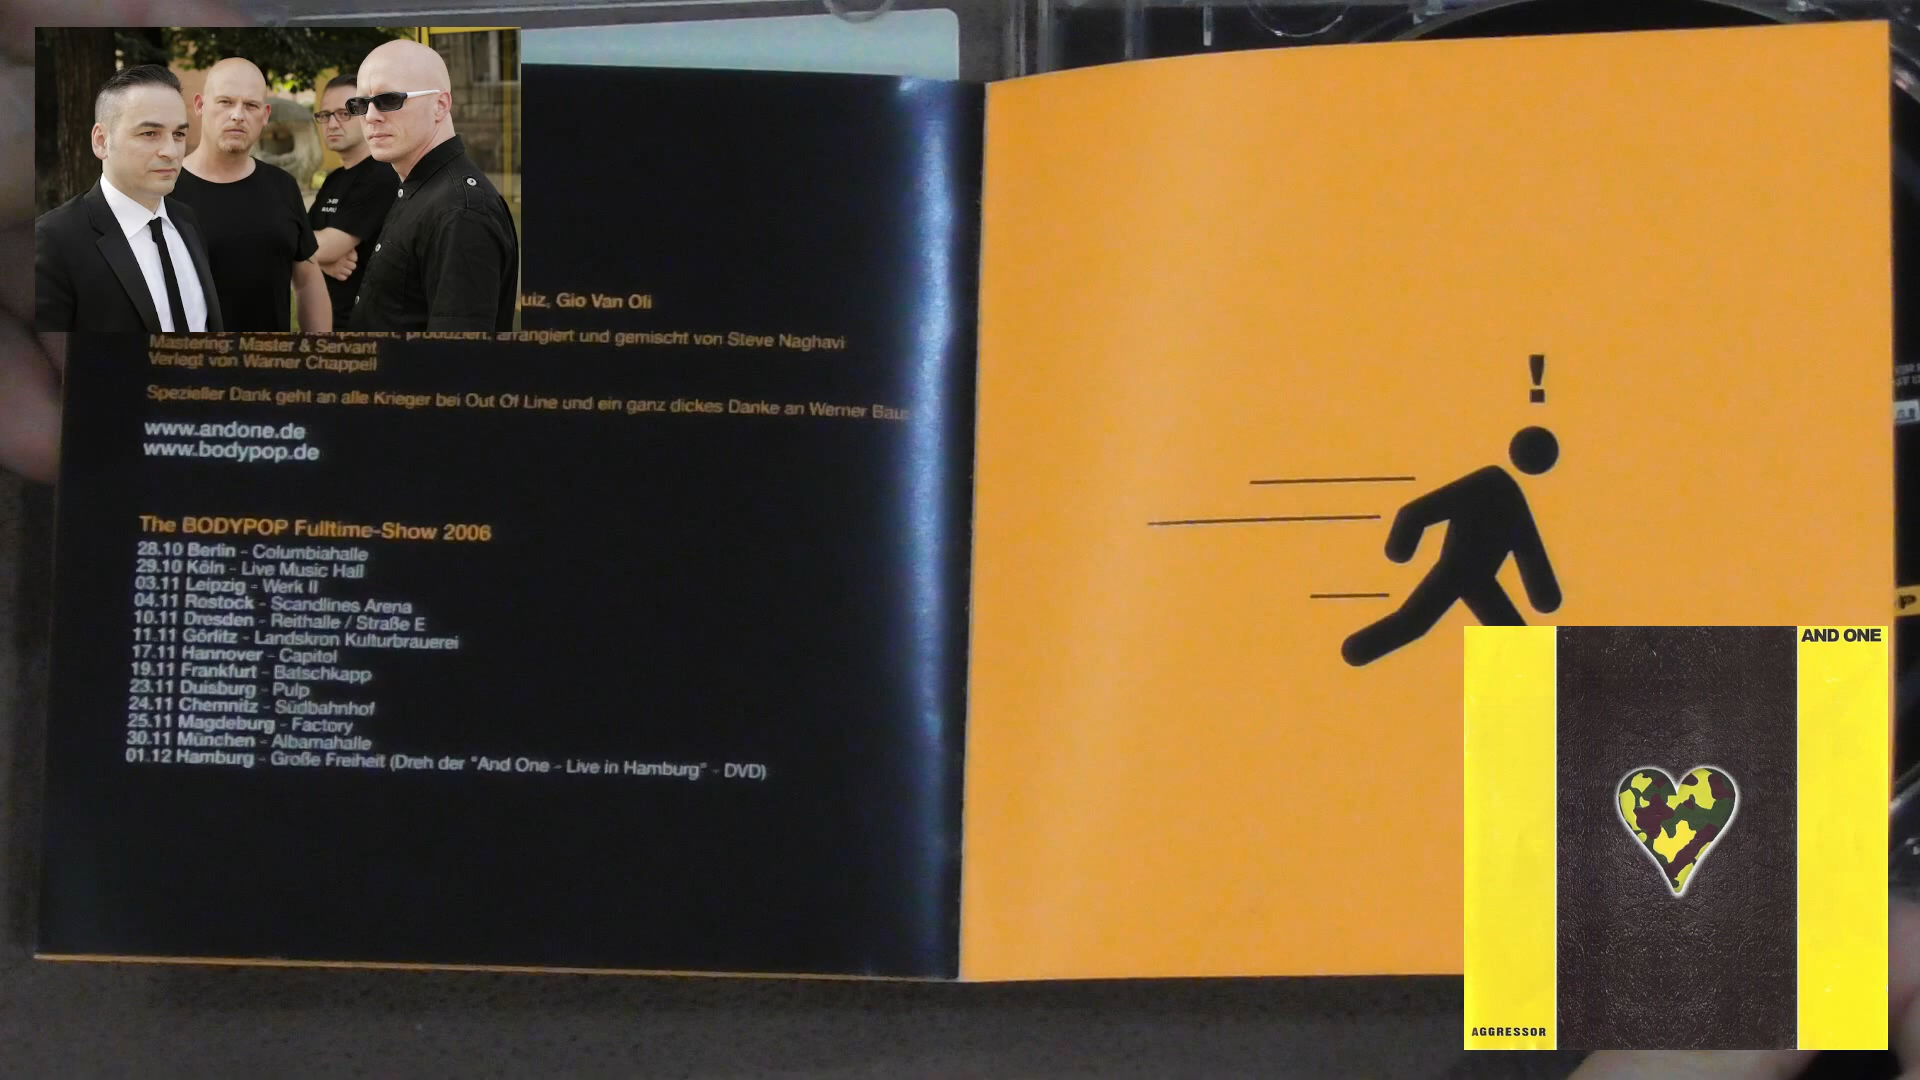 uiz, Gio Van Oli
produziert, arrangiert und gemischt von Steve Naghavi
Mastering: Master & Servant
Verlegt von Warner Chappell
Spezieller Dank geht an alle Krieger bei Out Of Line und ein ganz dickes Danke an Werner
www.andone.de
www.bodypop.de
The BODYPOP Fulltime-Show 2006
28.10 Berlin - Columbiahalle
29.10 Köln - Live Music Hall
03.11 Leipzig - Werk II
04.11 Rostock - Scandlines Arena
10.11 Dresden - Reithalle / Straße E
11.11 Görlitz - Landskron Kulturbrauerei
17.11 Hannover - Capitol
19.11 Frankfurt - Batschkapp
23.11 Duisburg - Pulp
24.11 Chemnitz - Südbahnhof
25.11 Magdeburg - Factory
30.11 München - Albamahalle
01.12 Hamburg - Große Freiheit (Dreh der "And One - Live in Hamburg" - DVD)
!
AND ONE
AGGRESSOR